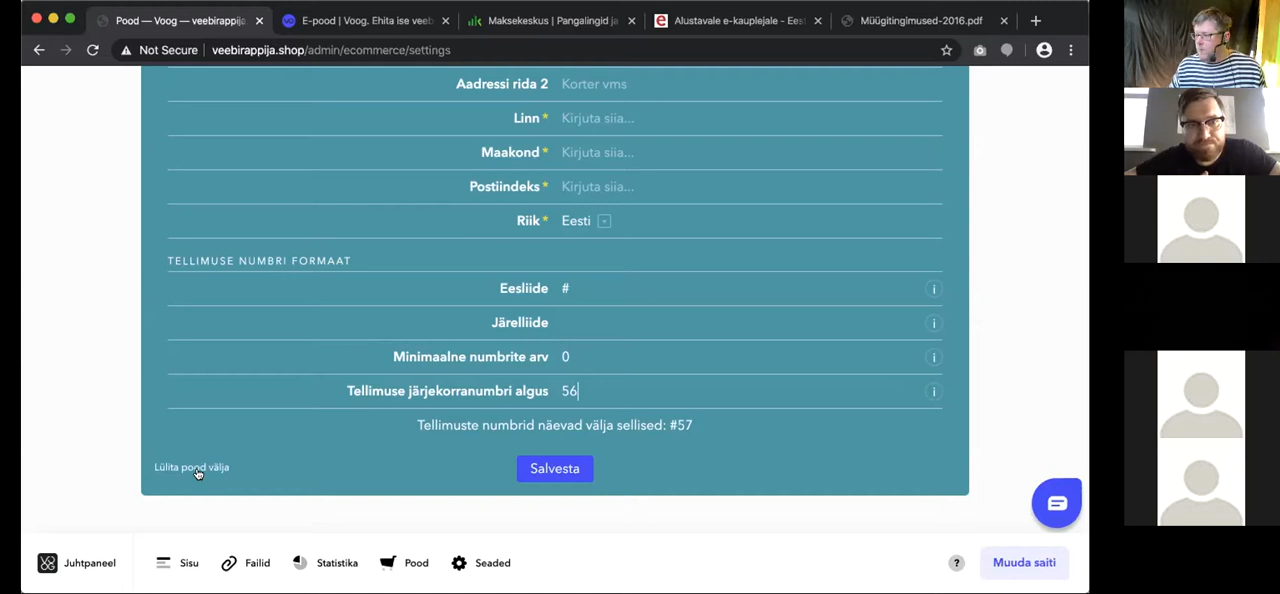 Pood — Voog — veebirappija
E-pood | Voog. Ehita ise veeb
Maksekeskus | Pangalingid ja
Alustavale e-kauplejale - Ees
Müügitingimused-2016.pdf
Not Secure
veebirappija.shop/admin/ecommerce/settings
Aadressi rida 2 Korter vms
Linn * Kirjuta siia...
Maakond * Kirjuta siia...
Postiindeks * Kirjuta siia...
Riik * Eesti
TELLIMUSE NUMBRI FORMAAT
Eesliide #
Järelliide
Minimaalne numbrite arv 0
Tellimuse järjekorranumbri algus 56
Tellimuste numbrid näevad välja sellised: #57
Lülita pood välja
Salvesta
Juhtpaneel
Sisu
Failid
Statistika
Pood
Seaded
?
Muuda saiti